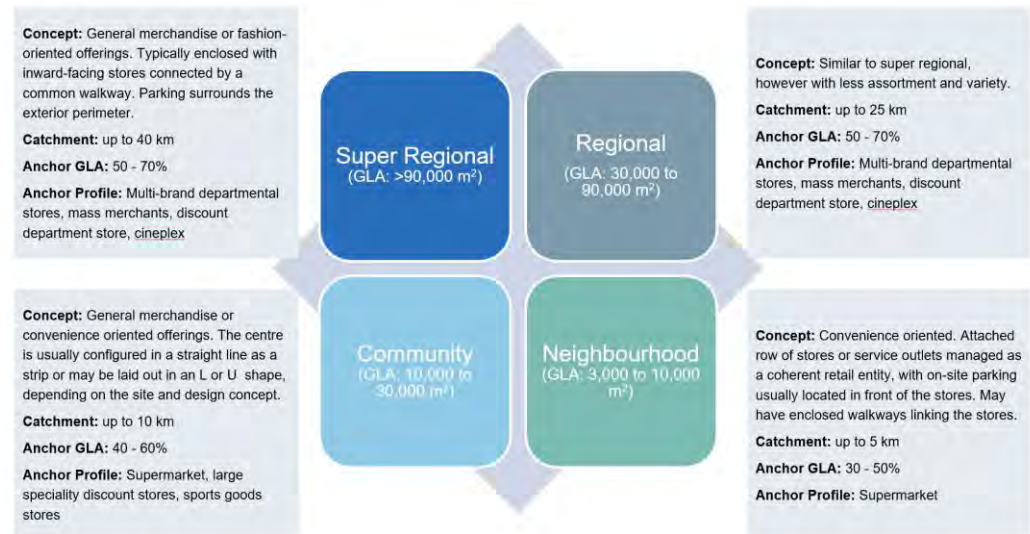 Concept: General merchandise or fashion-
oriented offerings. Typically enclosed with
inward-facing stores connected by a
common walkway. Parking surrounds the
exterior perimeter.
Catchment: up to 40 km
Anchor GLA: 50 - 70%
Anchor Profile: Multi-brand departmental
stores, mass merchants, discount
department store, cineplex
Super Regional
(GLA: >90,000 m²)
Regional
(GLA: 30,000 to
90,000 m²)
Concept: Similar to super regional,
however with less assortment and variety.
Catchment: up to 25 km
Anchor GLA: 50 - 70%
Anchor Profile: Multi-brand departmental
stores, mass merchants, discount
department store, cineplex
Concept: General merchandise or
convenience oriented offerings. The centre
is usually configured in a straight line as a
strip or may be laid out in an L or U shape,
depending on the site and design concept.
Catchment: up to 10 km
Anchor GLA: 40 - 60%
Anchor Profile: Supermarket, large
speciality discount stores, sports goods
stores
Community
(GLA: 10,000 to
30,000 m²)
Neighbourhood
(GLA: 3,000 to 10,000
m²)
Concept: Convenience oriented. Attached
row of stores or service outlets managed as
a coherent retail entity, with on-site parking
usually located in front of the stores. May
have enclosed walkways linking the stores.
Catchment: up to 5 km
Anchor GLA: 30 - 50%
Anchor Profile: Supermarket